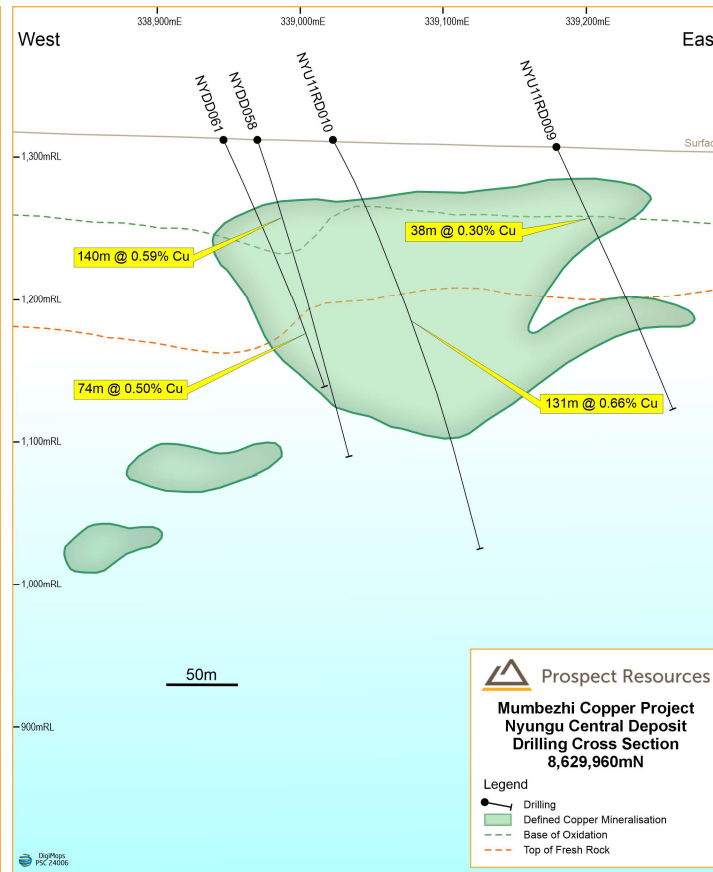 338,900mE
339,000mE
339,100mE
339,200mE
West
Eas
NYDD061
NYDD058
NYU11RD010
NYU11RD009
Surfac
1,300mRL
140m @ 0.59% Cu
38m @ 0.30% Cu
1,200mRL
74m @ 0.50% Cu
131m @ 0.66% Cu
1,100mRL
1,000mRL
50m
900mRL
Prospect Resources
Mumbezhi Copper Project
Nyungu Central Deposit
Drilling Cross Section
8,629,960mN
Legend
Drilling
Defined Copper Mineralisation
Base of Oxidation
Top of Fresh Rock
DigiMaps
PSC 24006